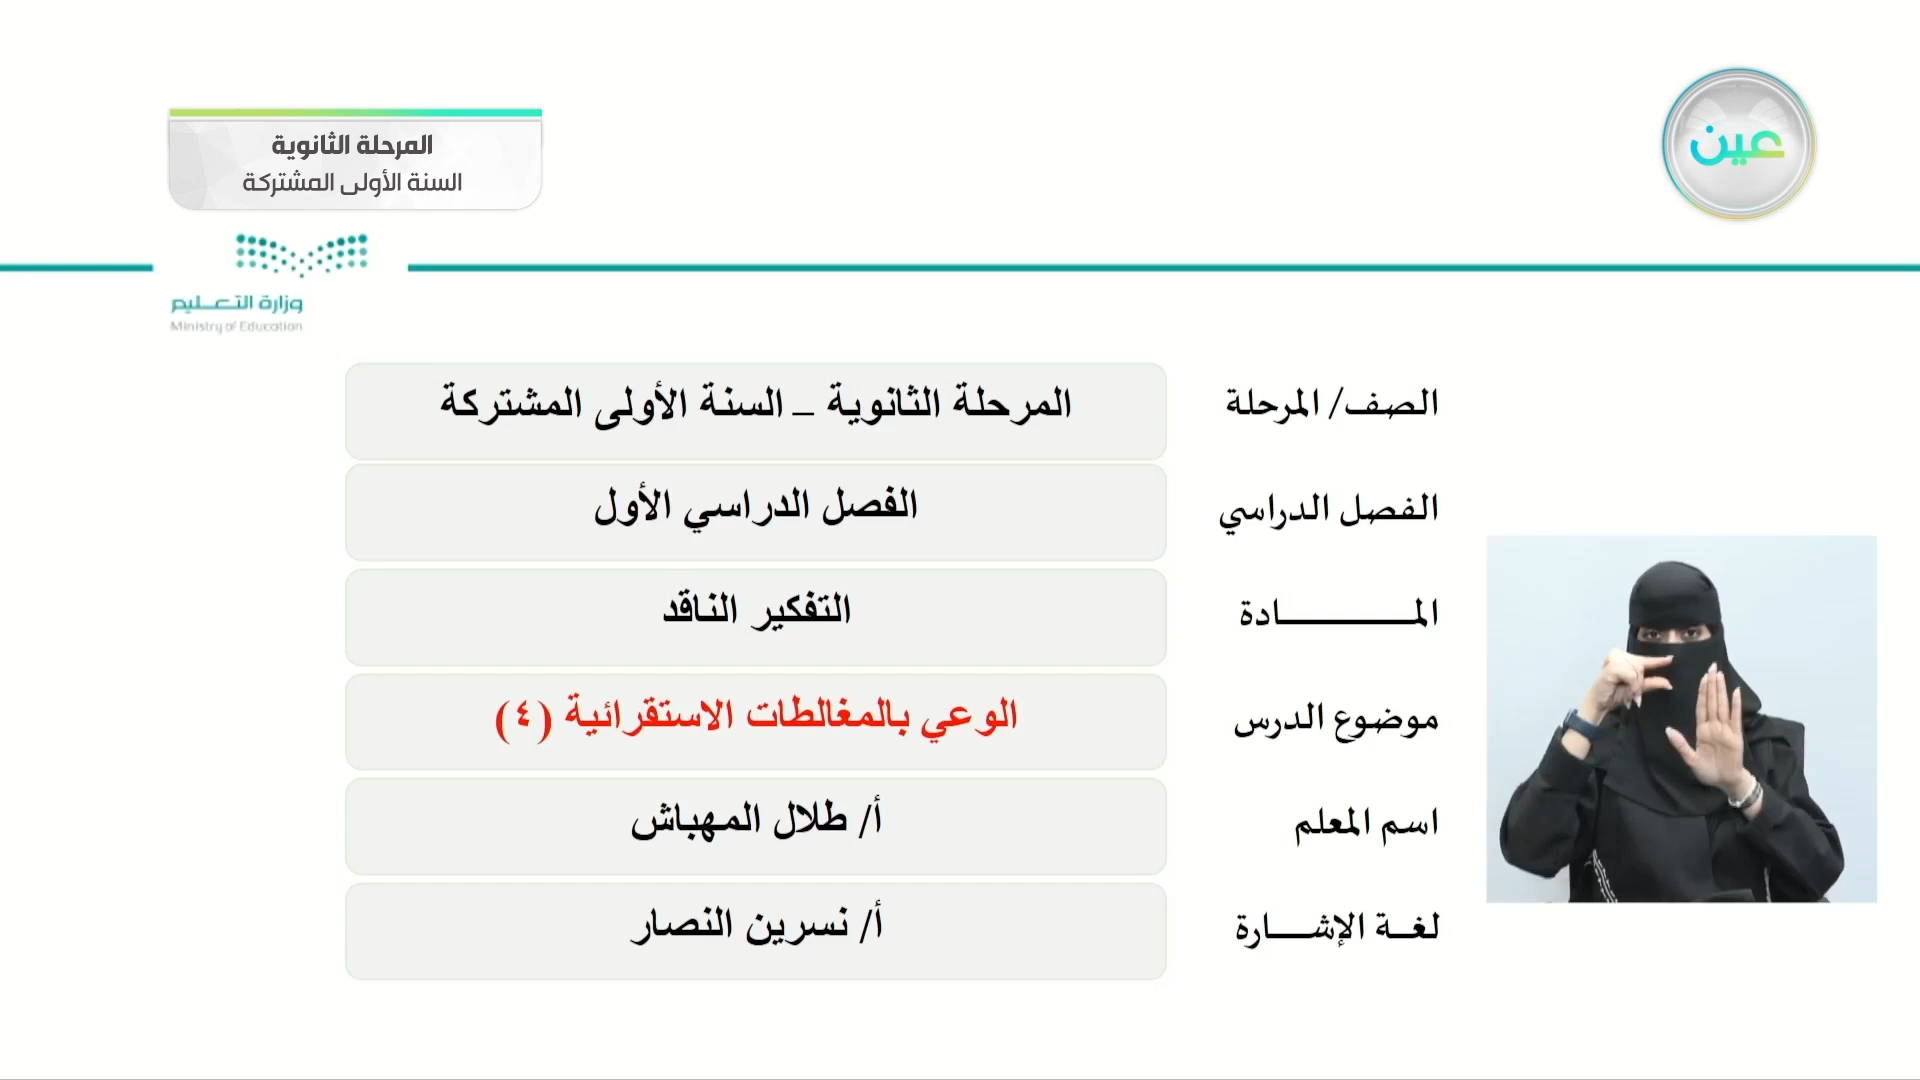 المرحلة الثانوية
السنة الأولى المشتركة
عين
وزارة التعليم
Ministry of Education
الصف/ المرحلة
المرحلة الثانوية – السنة الأولى المشتركة
الفصل الدراسي
الفصل الدراسي الأول
المـــــــــــادة
التفكير الناقد
موضوع الدرس
الوعي بالمغالطات الاستقرائية (٤)
اسم المعلم
أ/ طلال المهباش
لغــة الإشــــارة
أ/ نسرين النصار